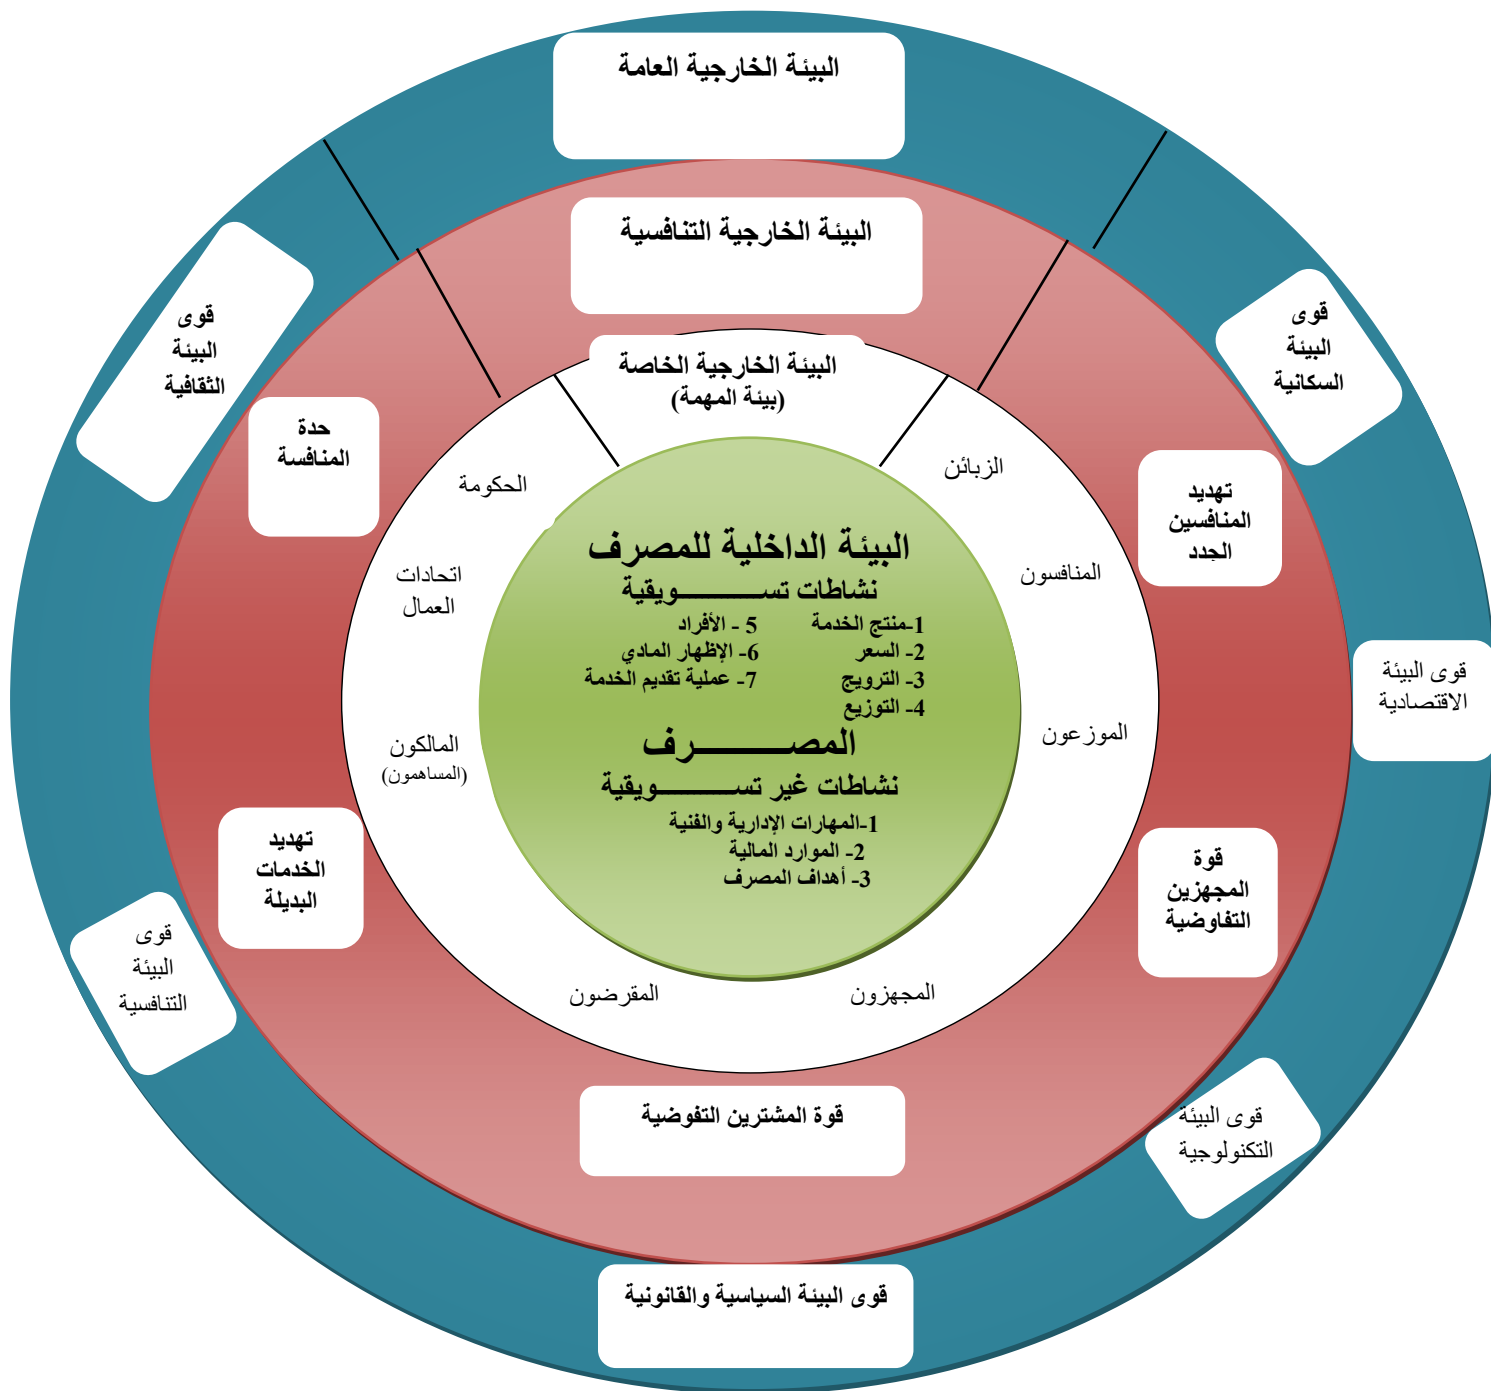 البيئة الخارجية العامة
البيئة الخارجية التنافسية
البيئة الخارجية الخاصة
(بيئة المهمة)
قوى
البيئة
السكانية
قوى البيئة
الاقتصادية
قوى البيئة
التكنولوجية
قوى البيئة السياسية والقانونية
قوى
البيئة
التنافسية
قوى
البيئة
الثقافية
تهديد
المنافسين
الجدد
قوة
المجهزين
التفاوضية
قوة المشترين التفوضية
تهديد
الخدمات
البديلة
حدة
المنافسة
الزبائن
المنافسون
الموزعون
المجهزون
المقرضون
المالكون
(المساهمون)
اتحادات
العمال
الحكومة
البيئة الداخلية للمصرف
نشاطات تســــــــــويقية
1-منتج الخدمة 5 - الأفراد
2- السعر 6- الإظهار المادي
3- الترويج 7- عملية تقديم الخدمة
4- التوزيع
المصــــــــرف
نشاطات غير تســــــــــويقية
1-المهارات الإدارية والفنية
2- الموارد المالية
3- أهداف المصرف